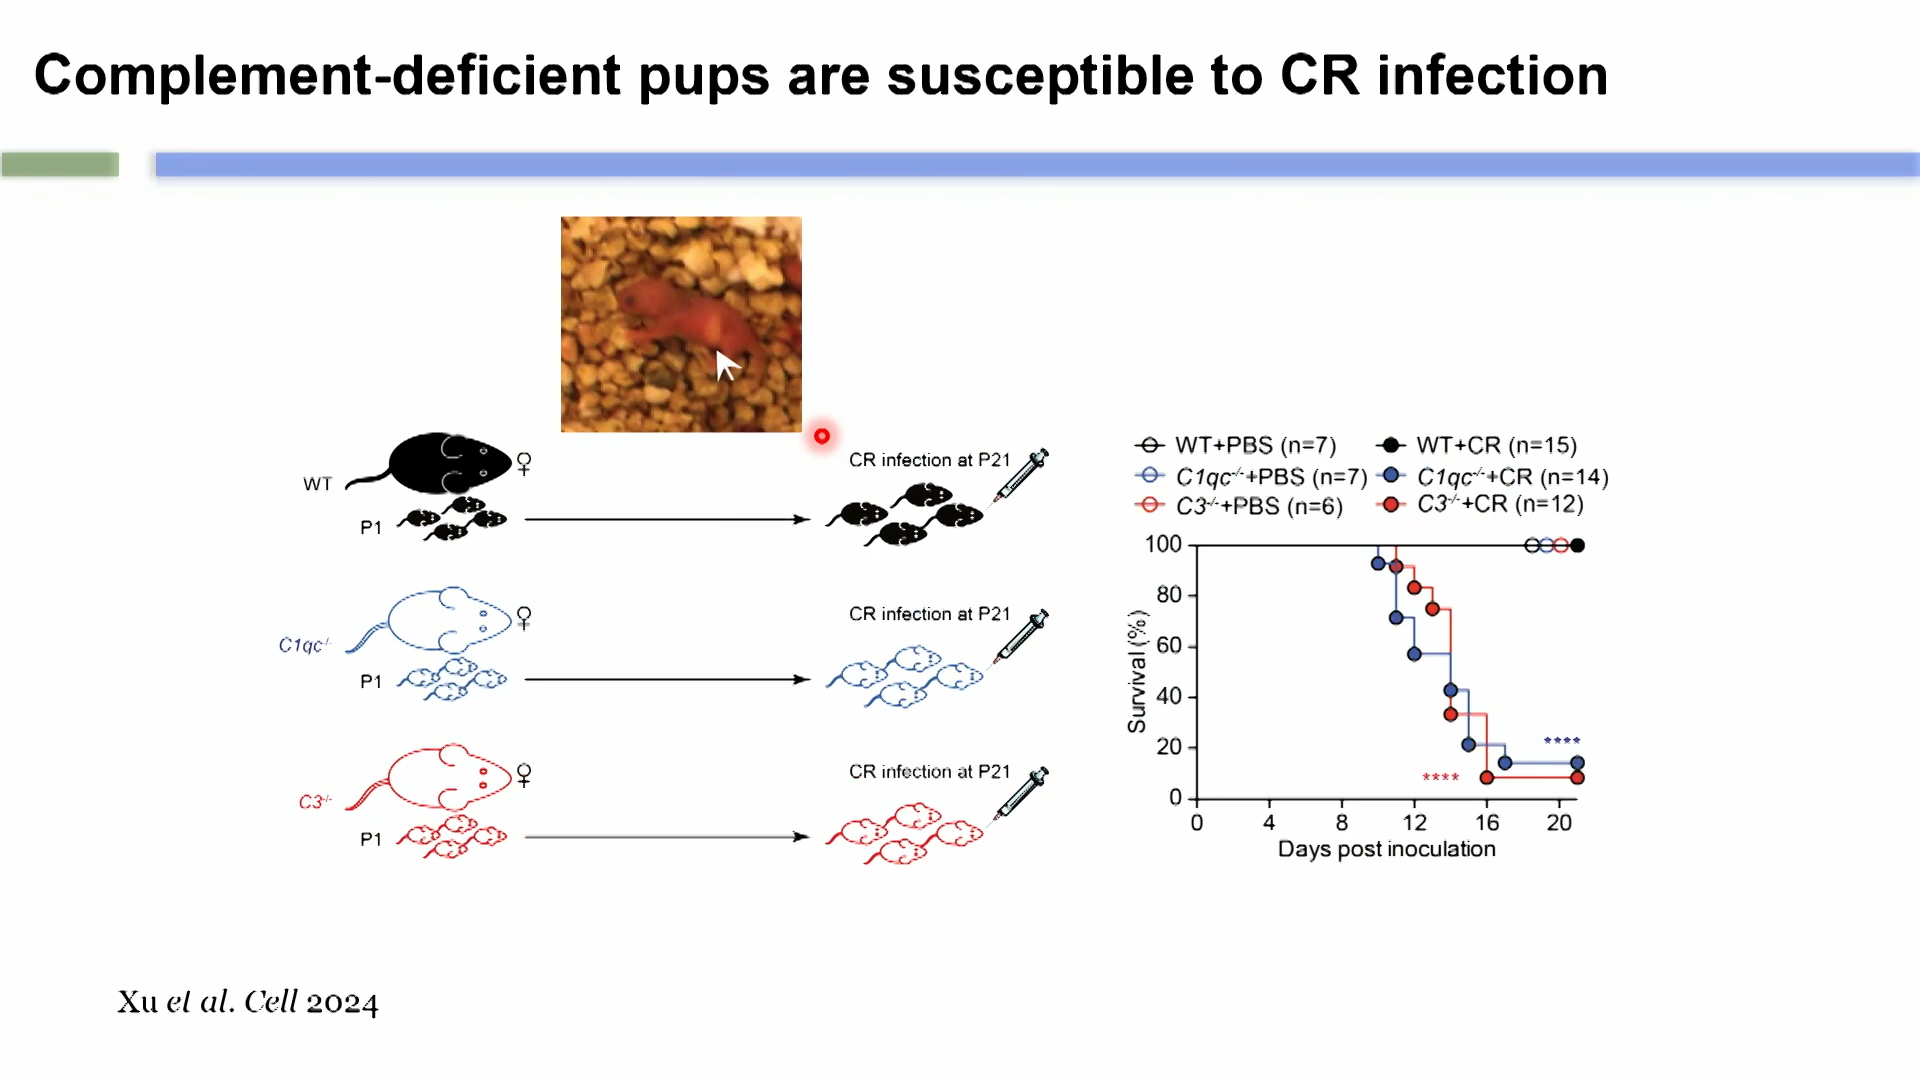 Complement-deficient pups are susceptible to CR infection
WT
♀
P1
CR infection at P21
C1qc-/-
♀
P1
CR infection at P21
C3-/-
♀
P1
CR infection at P21
WT+PBS (n=7)
WT+CR (n=15)
C1qc-/-+PBS (n=7)
C1qc-/-+CR (n=14)
C3-/-+PBS (n=6)
C3-/-+CR (n=12)
100
80
60
40
20
0
Survival (%)
****
****
0 4 8 12 16 20
Days post inoculation
Xu et al. Cell 2024